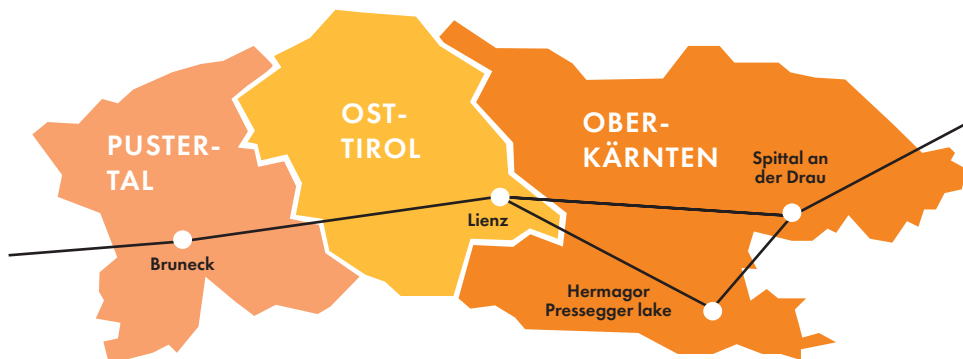 PUSTER-
TAL
OST-
TIROL
OBER-
KÄRNTEN
Spittal an
der Drau
Lienz
Bruneck
Hermagor
Pressegger lake